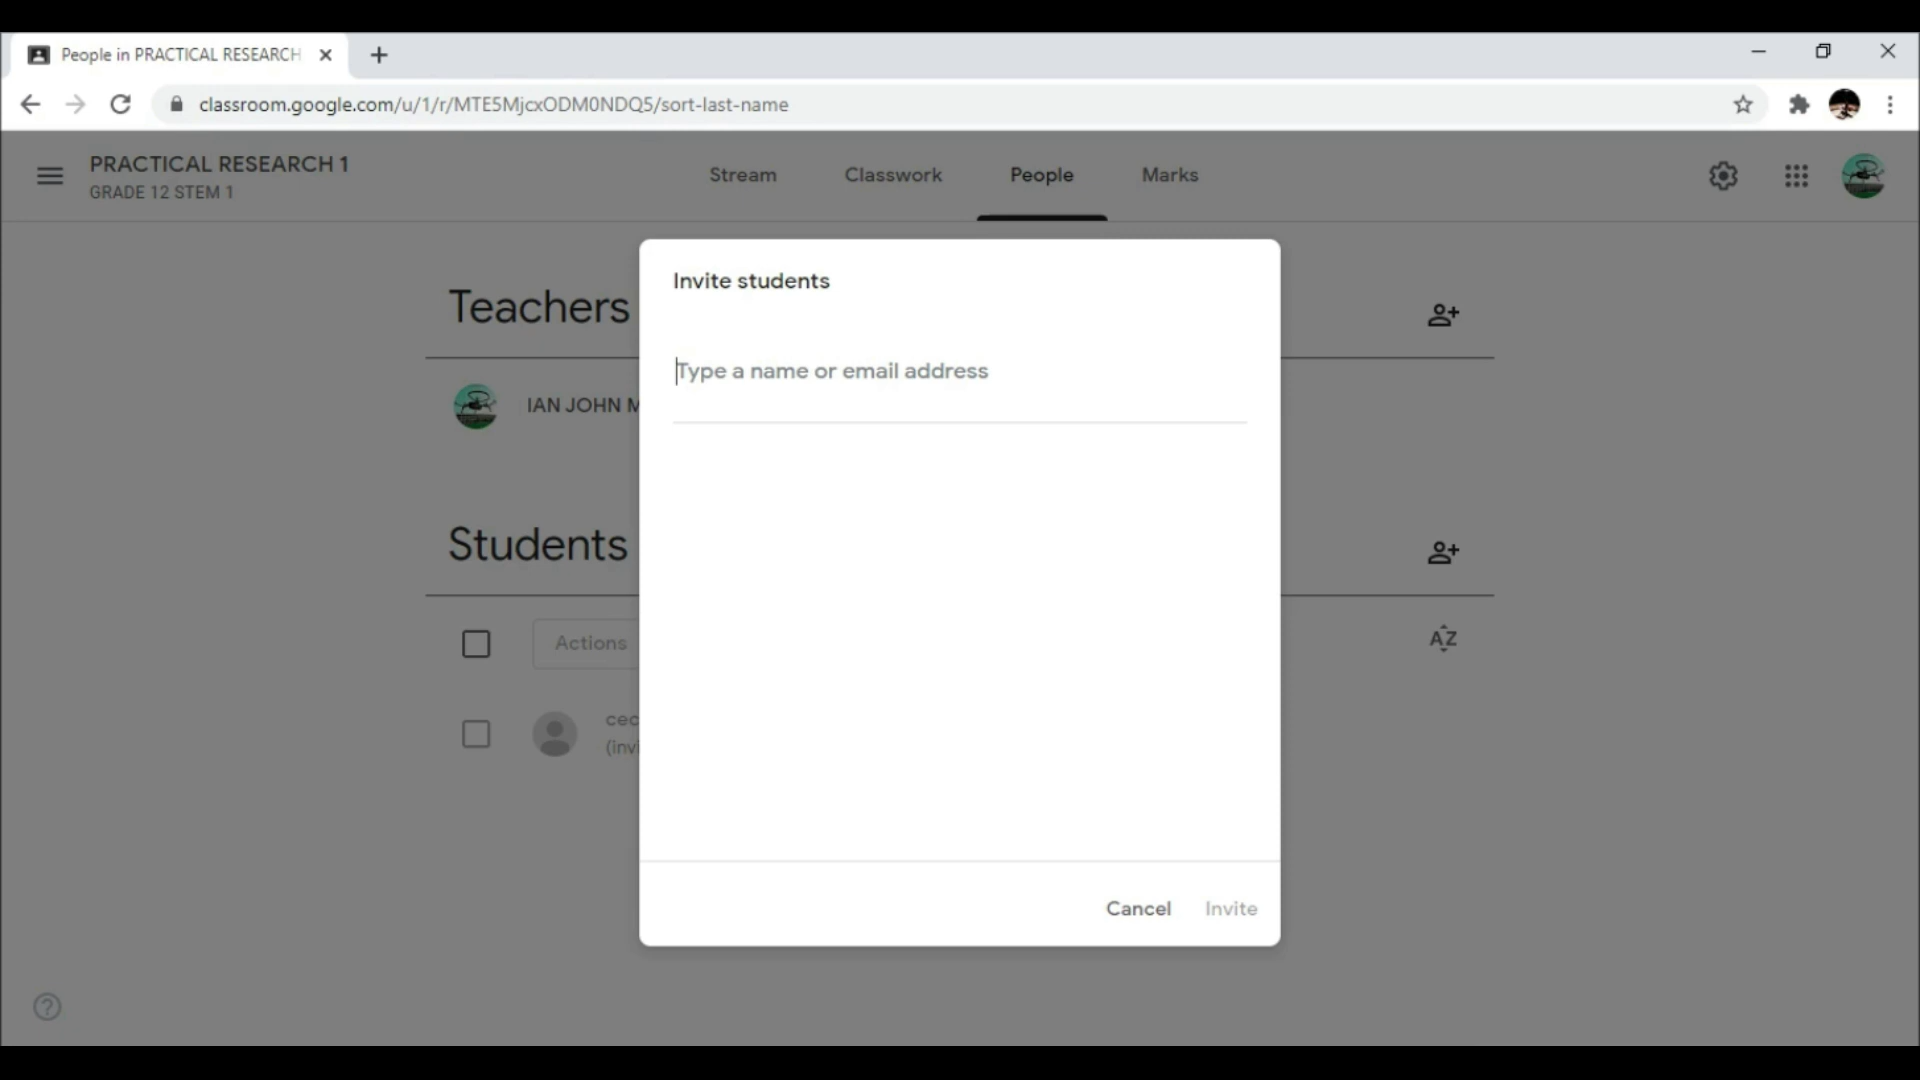 People in PRACTICAL RESEARCH
classroom.google.com/u/1/r/MTE5MjcxODM0NDQ5/sort-last-name
PRACTICAL RESEARCH 1
GRADE 12 STEM 1
Stream
Classwork
People
Marks
Invite students
Teachers
Type a name or email address
IAN JOHN M
Students
Actions
AZ
cec
(invi
Cancel
Invite